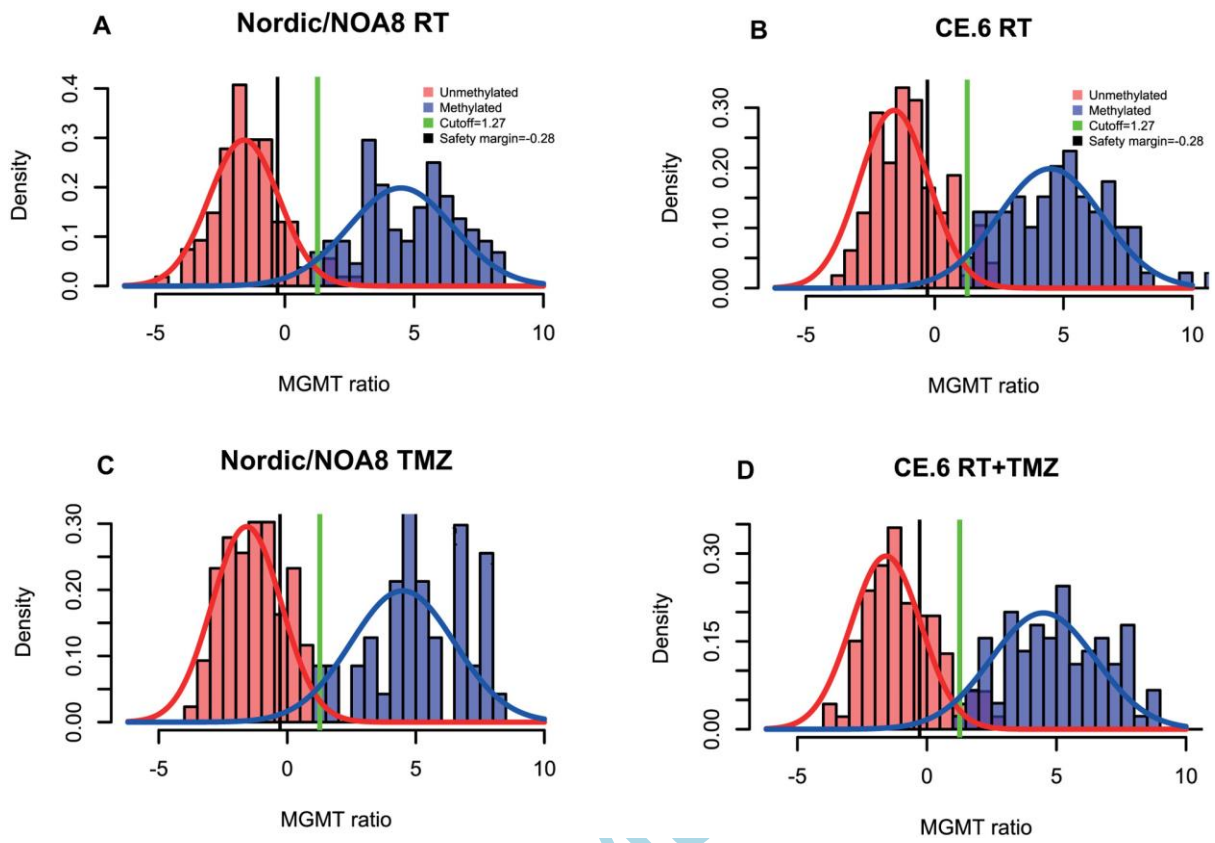 A
Nordic/NOA8 RT
Density
0.0
0.1
0.2
0.3
0.4
Unmethylated
Methylated
Cutoff=1.27
Safety margin=-0.28
-5
0
5
10
MGMT ratio
B
CE.6 RT
Density
0.00
0.10
0.20
0.30
Unmethylated
Methylated
Cutoff=1.27
Safety margin=-0.28
-5
0
5
10
MGMT ratio
C
Nordic/NOA8 TMZ
Density
0.00
0.10
0.20
0.30
-5
0
5
10
MGMT ratio
D
CE.6 RT+TMZ
Density
0.00
0.15
0.30
-5
0
5
10
MGMT ratio